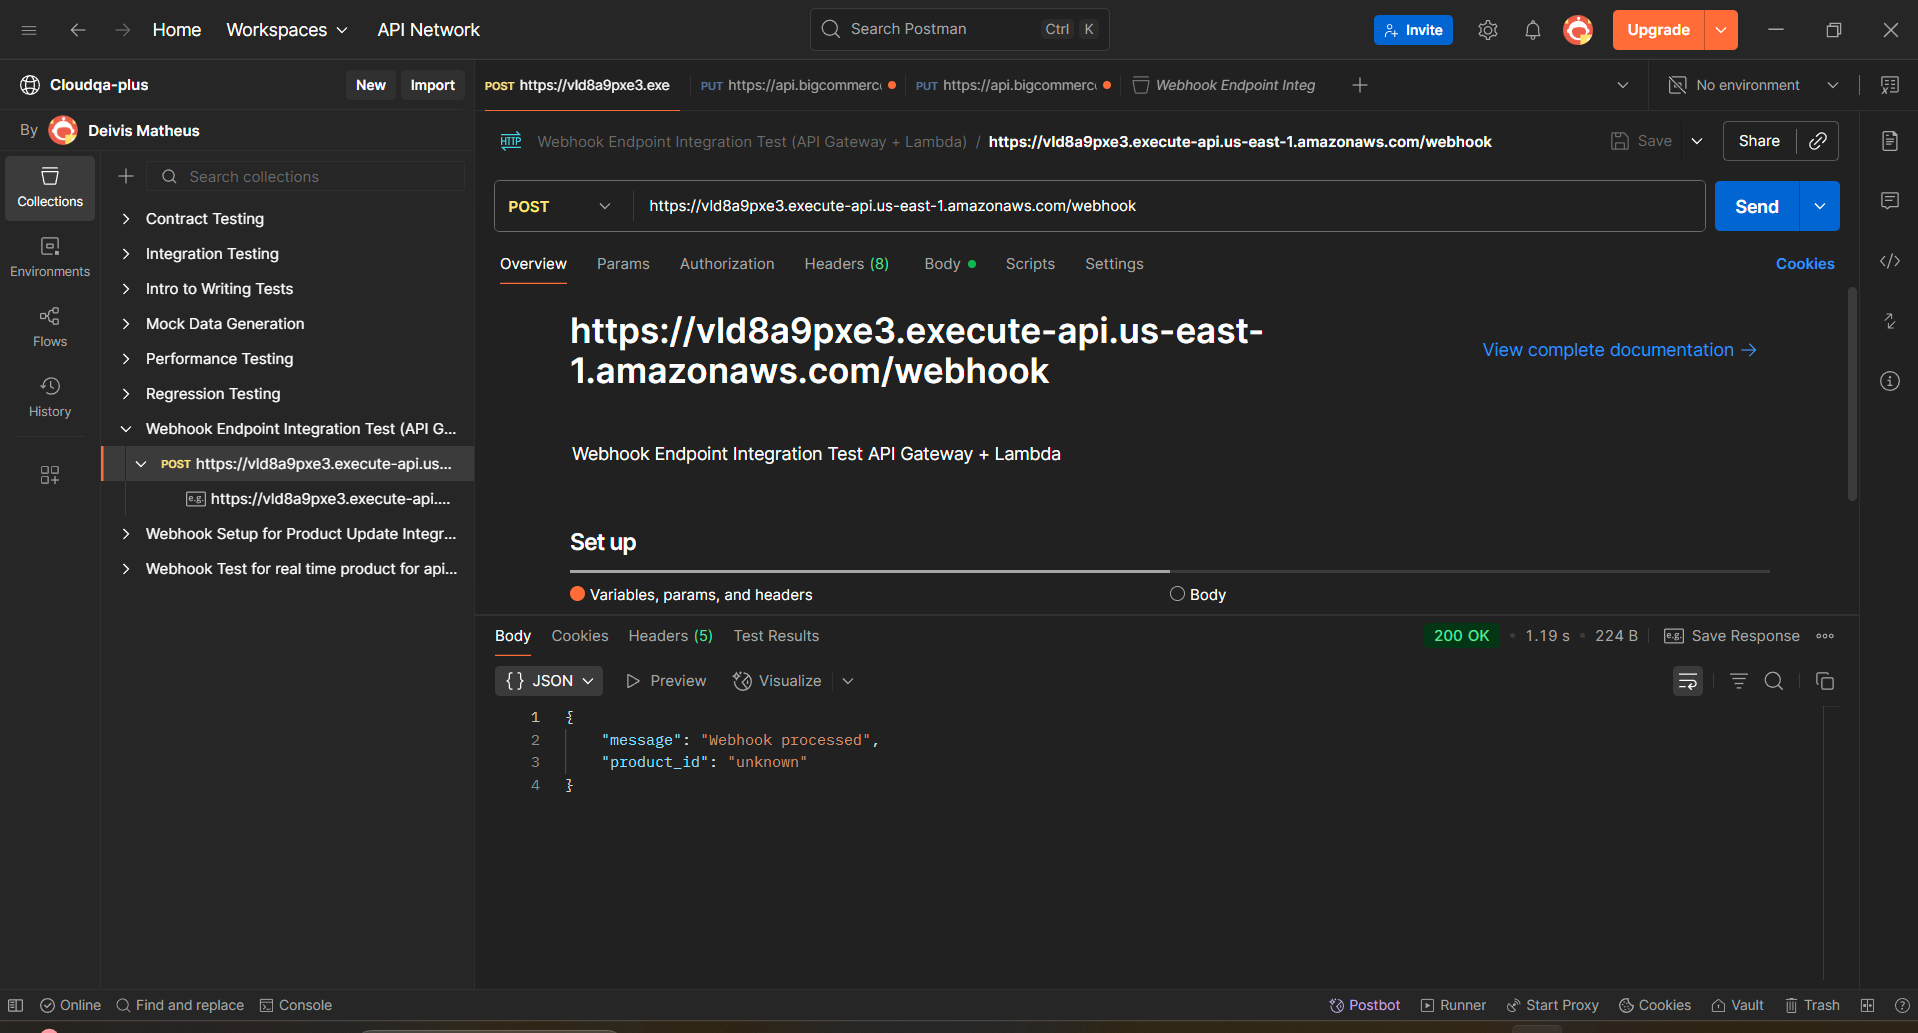 Home
Workspaces
API Network
Search Postman
Ctrl K
Invite
Upgrade
Cloudqa-plus
New
Import
POST https://vld8a9pxe3.exe
PUT https://api.bigcommerc
PUT https://api.bigcommerc
Webhook Endpoint Integ
No environment
By Deivis Matheus
HTTP
Webhook Endpoint Integration Test (API Gateway + Lambda) / https://vld8a9pxe3.execute-api.us-east-1.amazonaws.com/webhook
Save
Share
Collections
Environments
Flows
History
Search collections
Contract Testing
Integration Testing
Intro to Writing Tests
Mock Data Generation
Performance Testing
Regression Testing
Webhook Endpoint Integration Test (API G...
POST https://vld8a9pxe3.execute-api.us...
e.g. https://vld8a9pxe3.execute-api....
Webhook Setup for Product Update Integr...
Webhook Test for real time product for api...
POST
https://vld8a9pxe3.execute-api.us-east-1.amazonaws.com/webhook
Send
Overview
Params
Authorization
Headers (8)
Body
Scripts
Settings
Cookies
https://vld8a9pxe3.execute-api.us-east-
1.amazonaws.com/webhook
View complete documentation →
Webhook Endpoint Integration Test API Gateway + Lambda
Set up
Variables, params, and headers
Body
Body
Cookies
Headers (5)
Test Results
200 OK • 1.19 s • 224 B
e.g. Save Response
{} JSON
Preview
Visualize
1 {
2 "message": "Webhook processed",
3 "product_id": "unknown"
4 }
Online
Find and replace
Console
Postbot
Runner
Start Proxy
Cookies
Vault
Trash